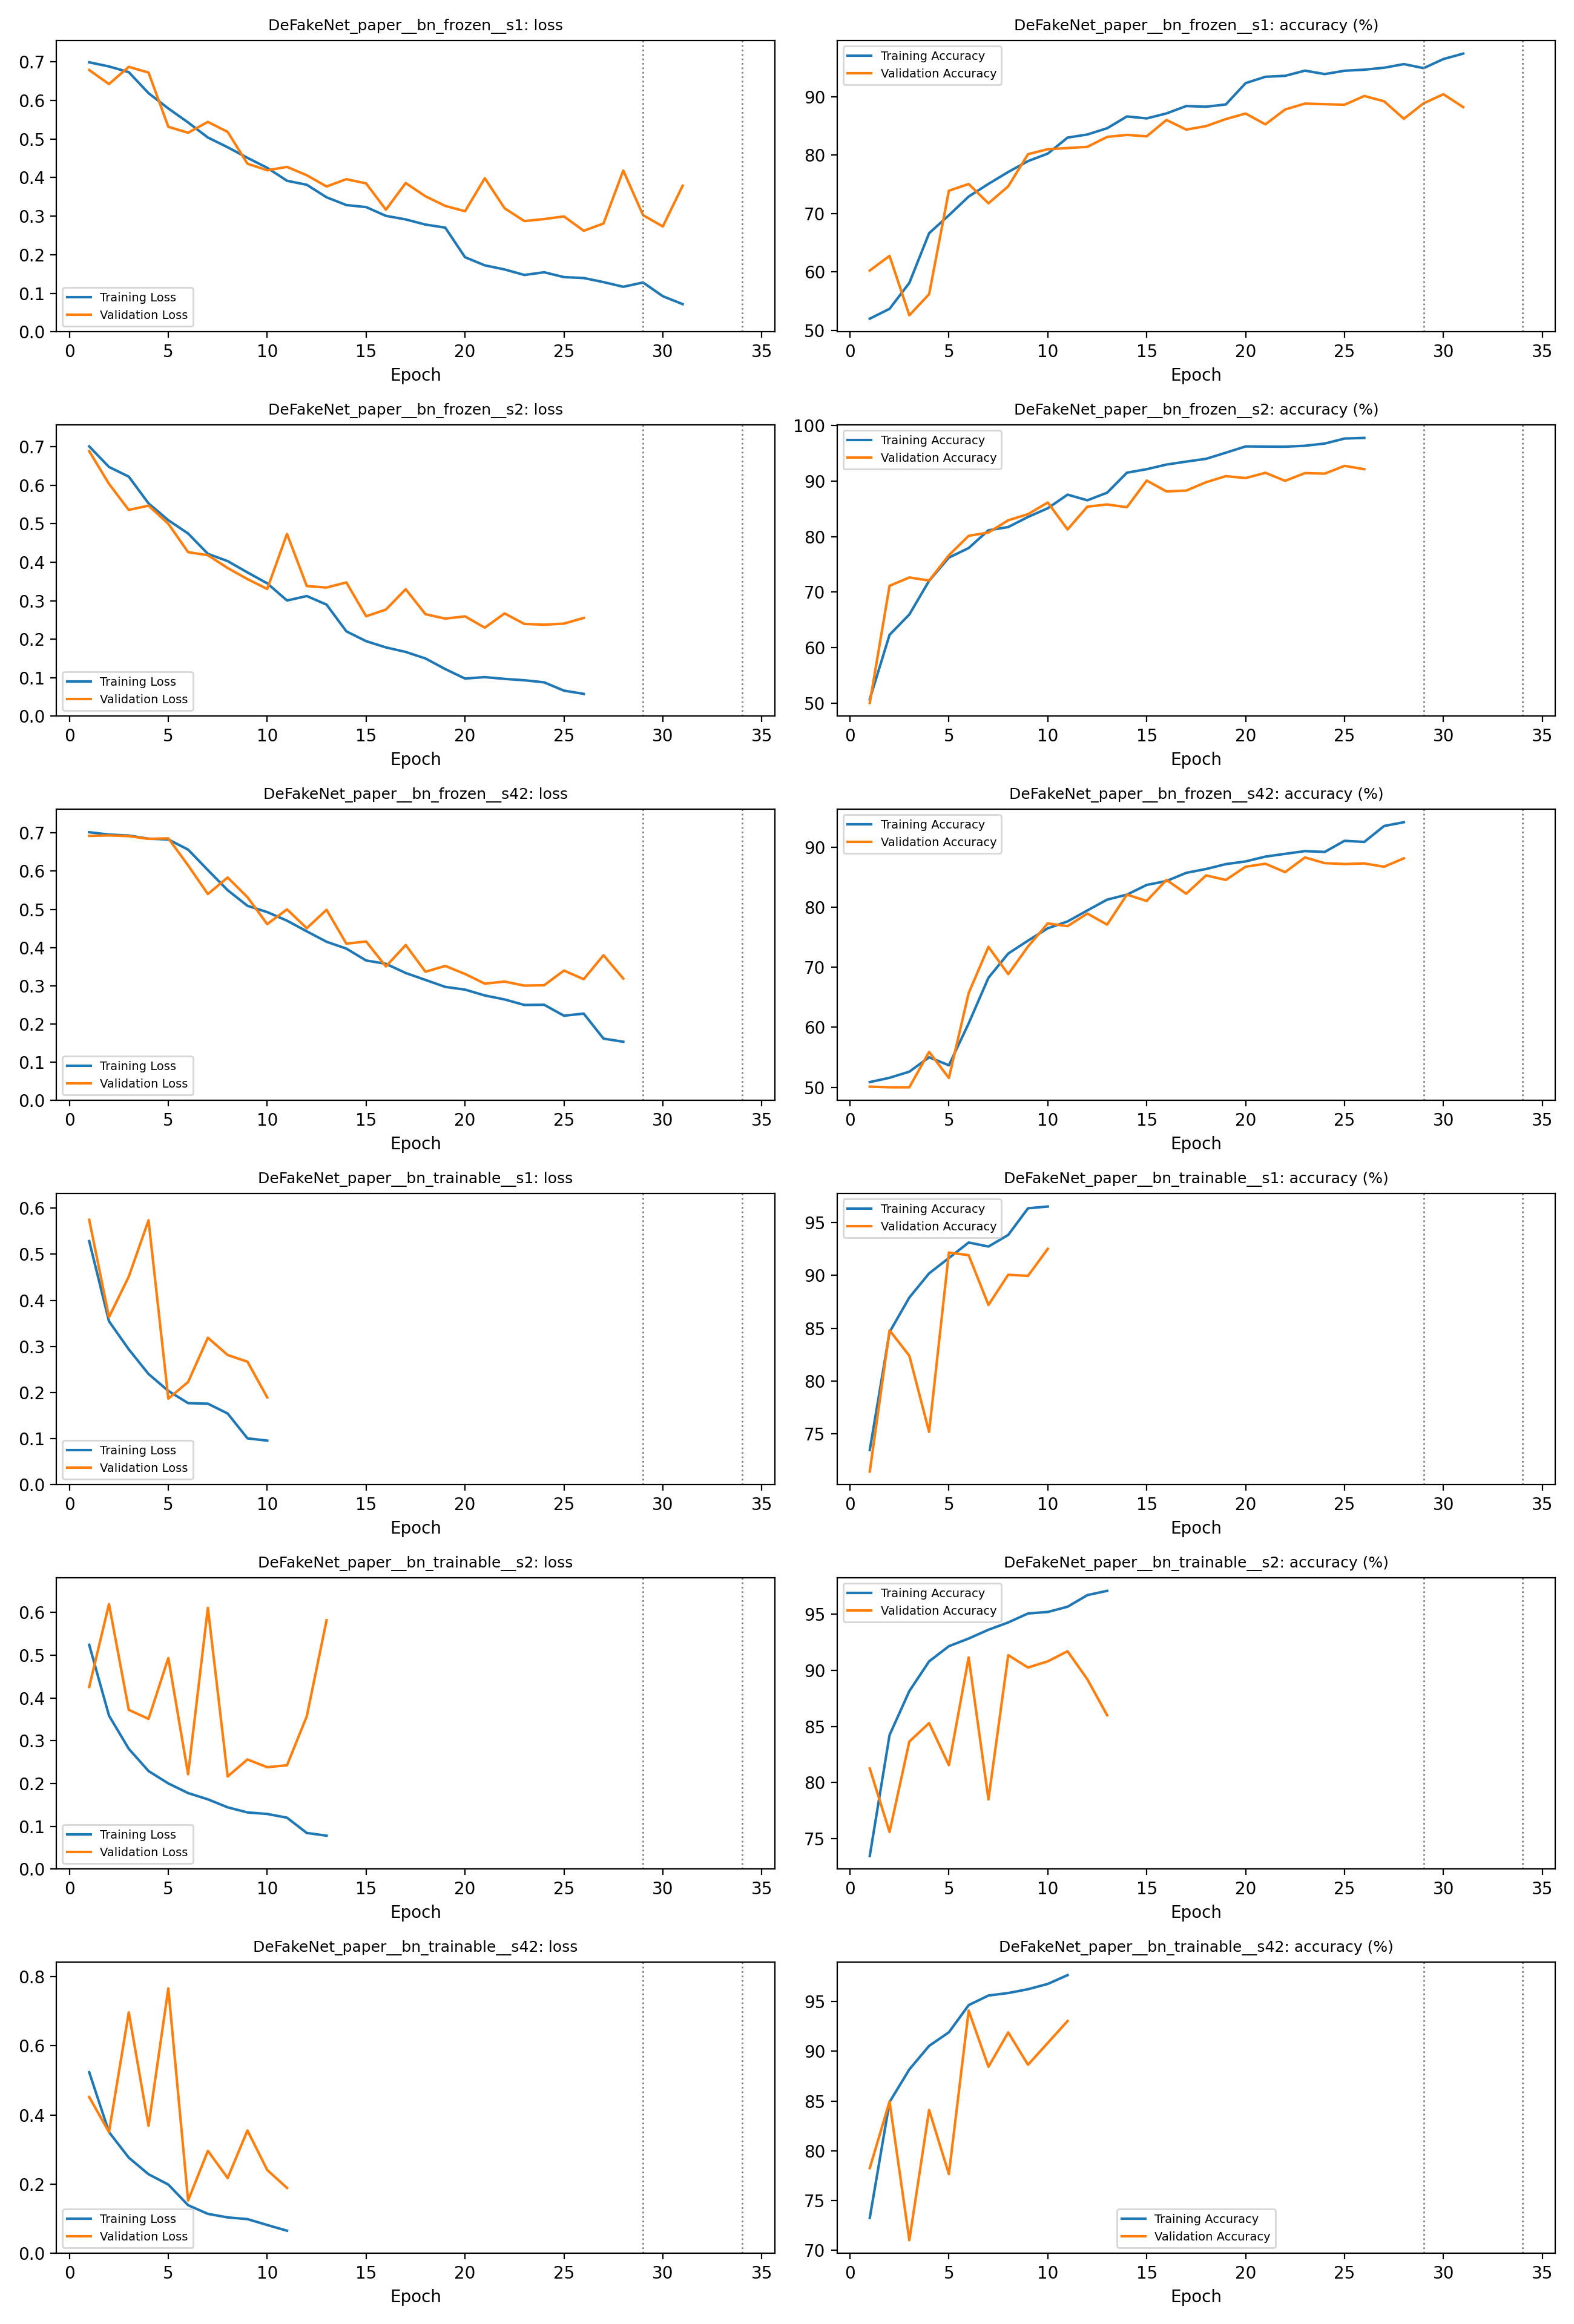 DeFakeNet_paper__bn_frozen__s1: loss
0.7
0.6
0.5
0.4
0.3
0.2
0.1
0.0
Training Loss
Validation Loss
0 5 10 15 20 25 30 35
Epoch
DeFakeNet_paper__bn_frozen__s1: accuracy (%)
Training Accuracy
Validation Accuracy
90
80
70
60
50
0 5 10 15 20 25 30 35
Epoch
DeFakeNet_paper__bn_frozen__s2: loss
0.7
0.6
0.5
0.4
0.3
0.2
0.1
0.0
Training Loss
Validation Loss
0 5 10 15 20 25 30 35
Epoch
DeFakeNet_paper__bn_frozen__s2: accuracy (%)
Training Accuracy
Validation Accuracy
100
90
80
70
60
50
0 5 10 15 20 25 30 35
Epoch
DeFakeNet_paper__bn_frozen__s42: loss
0.7
0.6
0.5
0.4
0.3
0.2
0.1
0.0
Training Loss
Validation Loss
0 5 10 15 20 25 30 35
Epoch
DeFakeNet_paper__bn_frozen__s42: accuracy (%)
Training Accuracy
Validation Accuracy
90
80
70
60
50
0 5 10 15 20 25 30 35
Epoch
DeFakeNet_paper__bn_trainable__s1: loss
0.6
0.5
0.4
0.3
0.2
0.1
0.0
Training Loss
Validation Loss
0 5 10 15 20 25 30 35
Epoch
DeFakeNet_paper__bn_trainable__s1: accuracy (%)
Training Accuracy
Validation Accuracy
95
90
85
80
75
0 5 10 15 20 25 30 35
Epoch
DeFakeNet_paper__bn_trainable__s2: loss
0.6
0.5
0.4
0.3
0.2
0.1
0.0
Training Loss
Validation Loss
0 5 10 15 20 25 30 35
Epoch
DeFakeNet_paper__bn_trainable__s2: accuracy (%)
Training Accuracy
Validation Accuracy
95
90
85
80
75
0 5 10 15 20 25 30 35
Epoch
DeFakeNet_paper__bn_trainable__s42: loss
0.8
0.6
0.4
0.2
0.0
Training Loss
Validation Loss
0 5 10 15 20 25 30 35
Epoch
DeFakeNet_paper__bn_trainable__s42: accuracy (%)
95
90
85
80
75
70
Training Accuracy
Validation Accuracy
0 5 10 15 20 25 30 35
Epoch